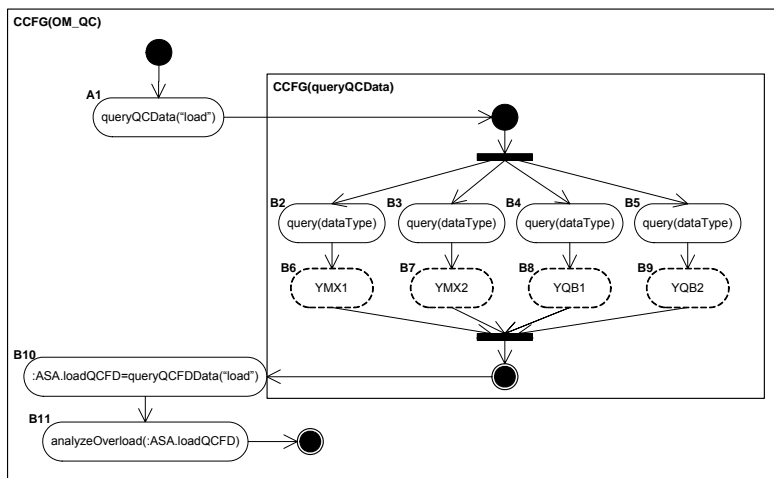 CCFG(OM_QC)
CCFG(queryQCData)
A1
queryQCData(“load”)
B2
query(dataType)
B3
query(dataType)
B4
query(dataType)
B5
query(dataType)
B6
YMX1
B7
YMX2
B8
YQB1
B9
YQB2
B10
:ASA.loadQCFD=queryQCFDData(“load”)
B11
analyzeOverload(:ASA.loadQCFD)